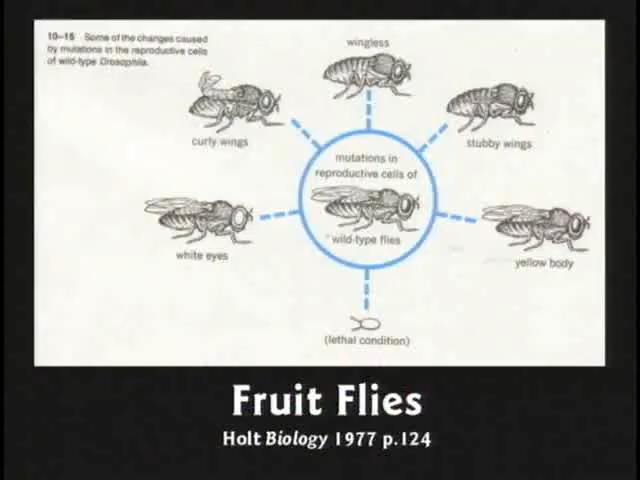 10–15 Some of the changes caused
by mutations in the reproductive cells
of wild-type Drosophila.
wingless
curly wings
stubby wings
mutations in
reproductive cells of
wild-type flies
white eyes
yellow body
(lethal condition)
Fruit Flies
Holt Biology 1977 p.124